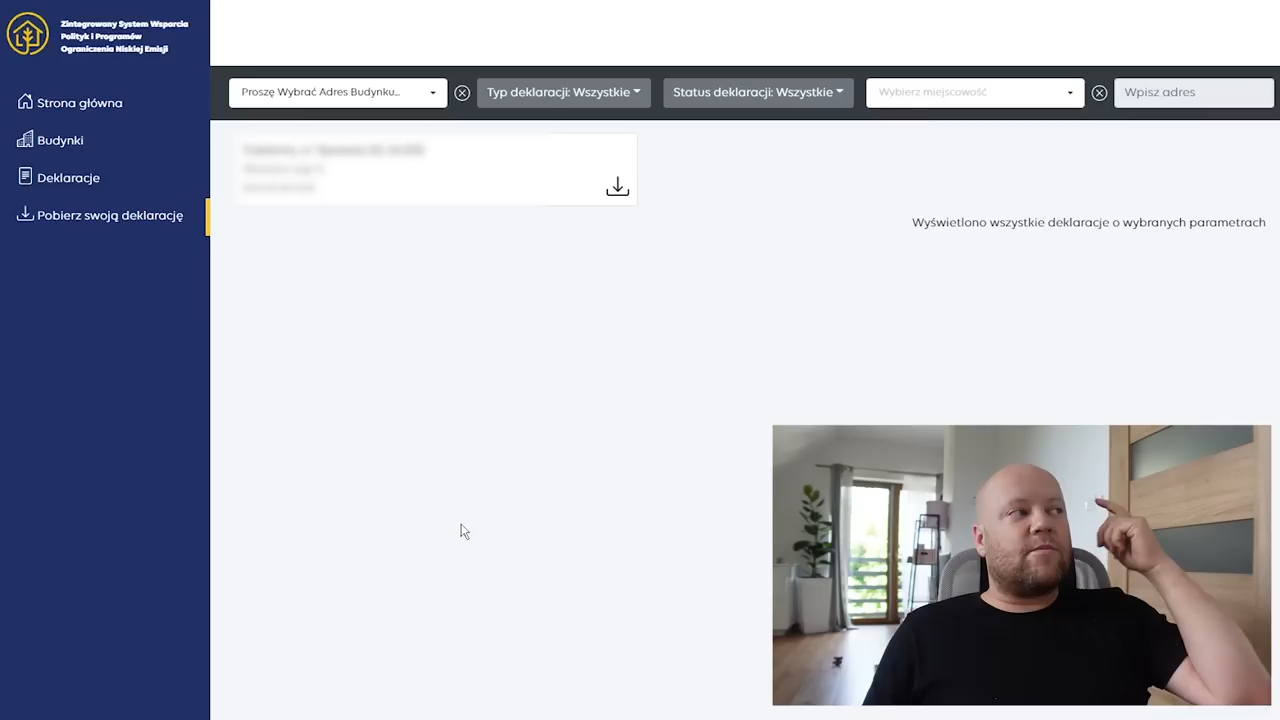 Zintegrowany System Wsparcia
Polityk i Programów
Ograniczenia Niskiej Emisji
Strona główna
Budynki
Deklaracje
Pobierz swoją deklarację
Proszę Wybrać Adres Budynku...
Typ deklaracji: Wszystkie
Status deklaracji: Wszystkie
Wybierz miejscowość
Wpisz adres
Wyświetlono wszystkie deklaracje o wybranych parametrach